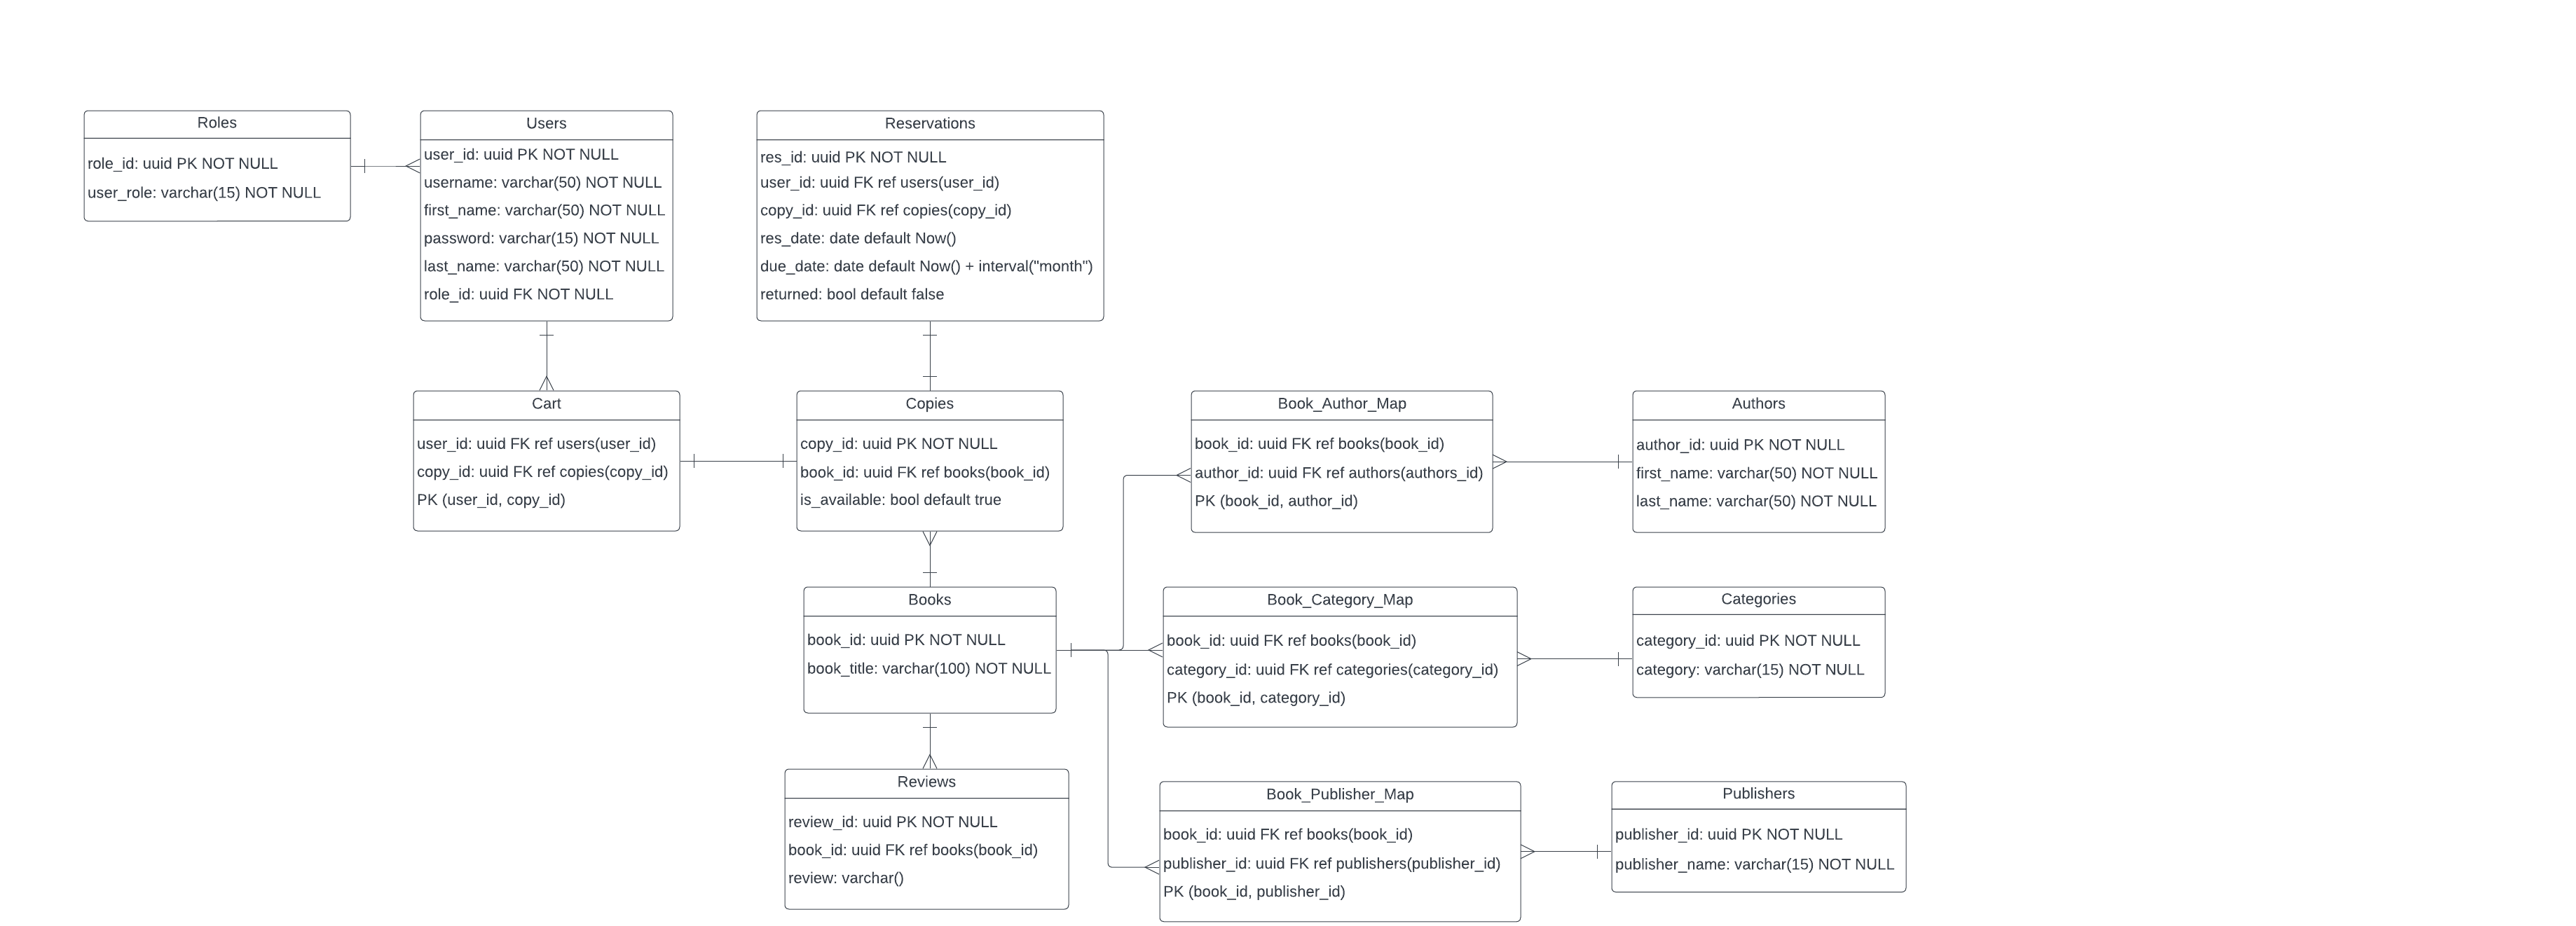 Roles
role_id: uuid PK NOT NULL
user_role: varchar(15) NOT NULL
Users
user_id: uuid PK NOT NULL
username: varchar(50) NOT NULL
first_name: varchar(50) NOT NULL
password: varchar(15) NOT NULL
last_name: varchar(50) NOT NULL
role_id: uuid FK NOT NULL
Reservations
res_id: uuid PK NOT NULL
user_id: uuid FK ref users(user_id)
copy_id: uuid FK ref copies(copy_id)
res_date: date default Now()
due_date: date default Now() + interval("month")
returned: bool default false
Cart
user_id: uuid FK ref users(user_id)
copy_id: uuid FK ref copies(copy_id)
PK (user_id, copy_id)
Copies
copy_id: uuid PK NOT NULL
book_id: uuid FK ref books(book_id)
is_available: bool default true
Book_Author_Map
book_id: uuid FK ref books(book_id)
author_id: uuid FK ref authors(authors_id)
PK (book_id, author_id)
Authors
author_id: uuid PK NOT NULL
first_name: varchar(50) NOT NULL
last_name: varchar(50) NOT NULL
Books
book_id: uuid PK NOT NULL
book_title: varchar(100) NOT NULL
Book_Category_Map
book_id: uuid FK ref books(book_id)
category_id: uuid FK ref categories(category_id)
PK (book_id, category_id)
Categories
category_id: uuid PK NOT NULL
category: varchar(15) NOT NULL
Reviews
review_id: uuid PK NOT NULL
book_id: uuid FK ref books(book_id)
review: varchar()
Book_Publisher_Map
book_id: uuid FK ref books(book_id)
publisher_id: uuid FK ref publishers(publisher_id)
PK (book_id, publisher_id)
Publishers
publisher_id: uuid PK NOT NULL
publisher_name: varchar(15) NOT NULL